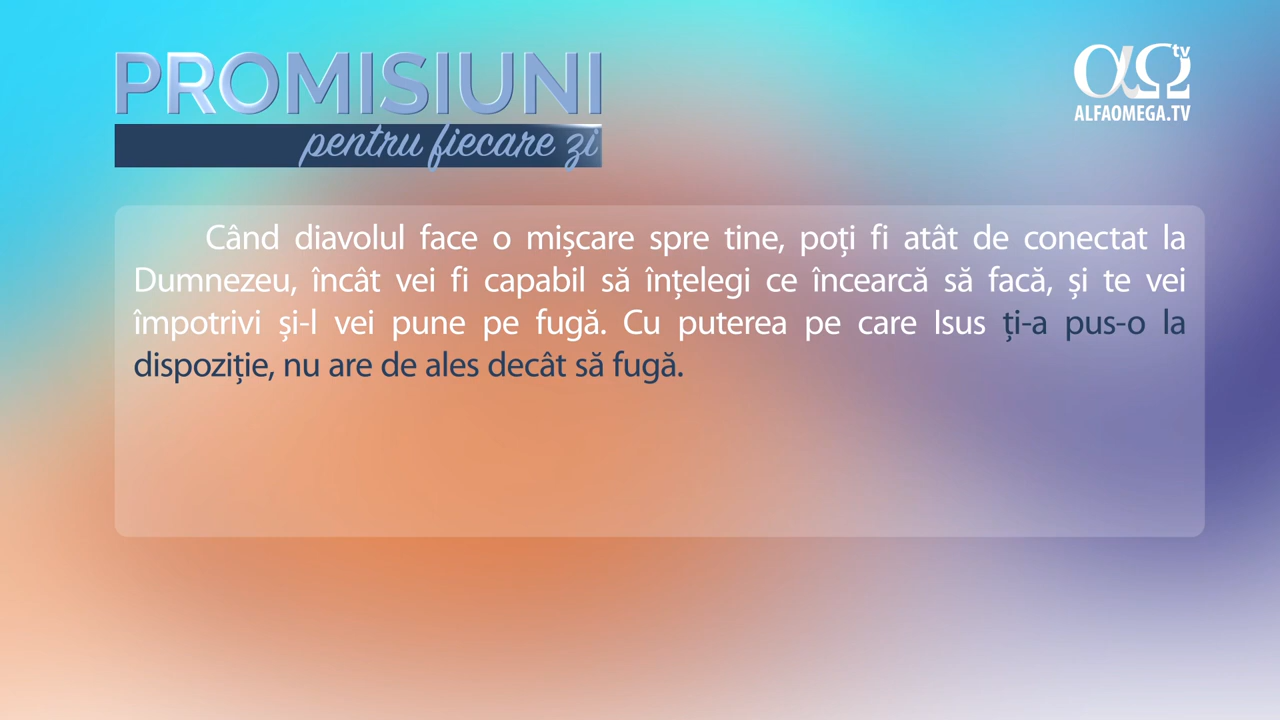 PROMISIUNI
pentru fiecare zi
αΩ tv
ALFAOMEGA.TV
Când diavolul face o mișcare spre tine, poți fi atât de conectat la
Dumnezeu, încât vei fi capabil să înțelegi ce încearcă să facă, și te vei
împotrivi și-l vei pune pe fugă. Cu puterea pe care Isus ți-a pus-o la
dispoziție, nu are de ales decât să fugă.